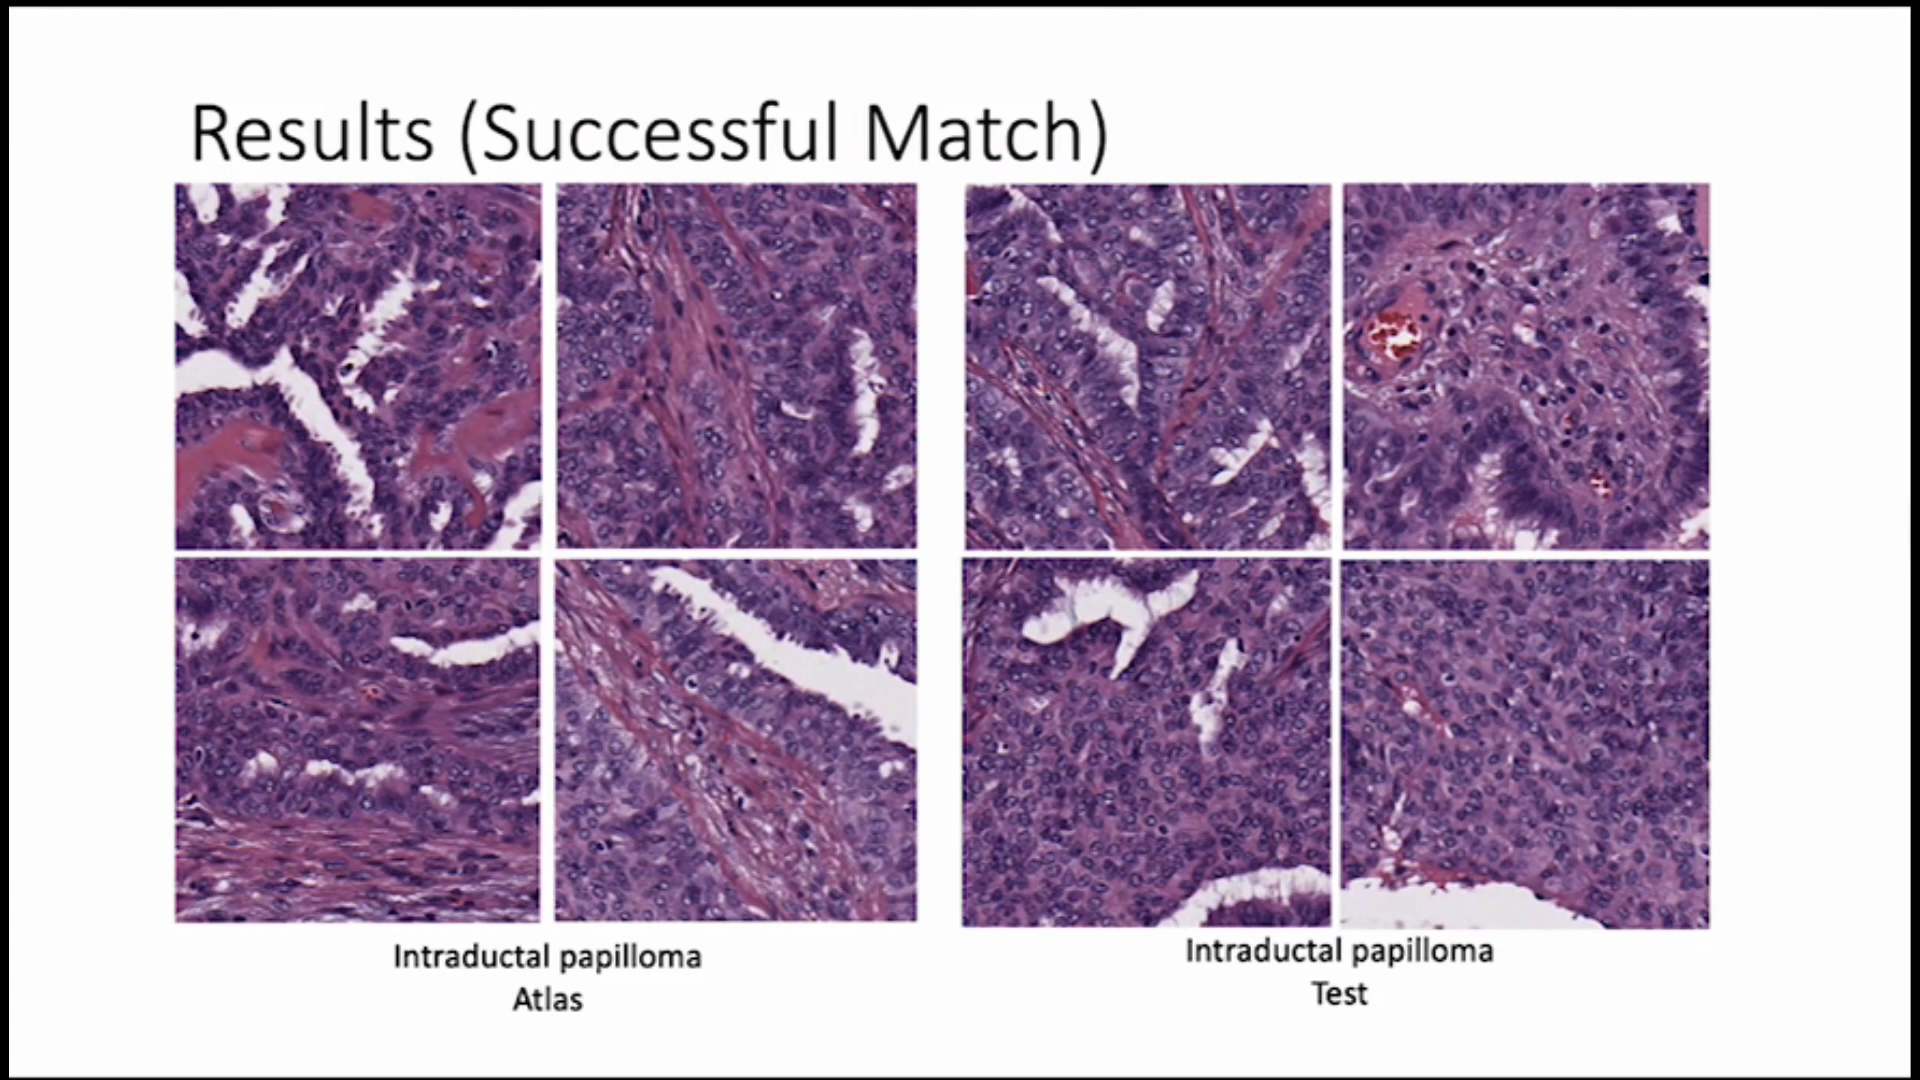 Results (Successful Match)
Intraductal papilloma
Atlas
Intraductal papilloma
Test